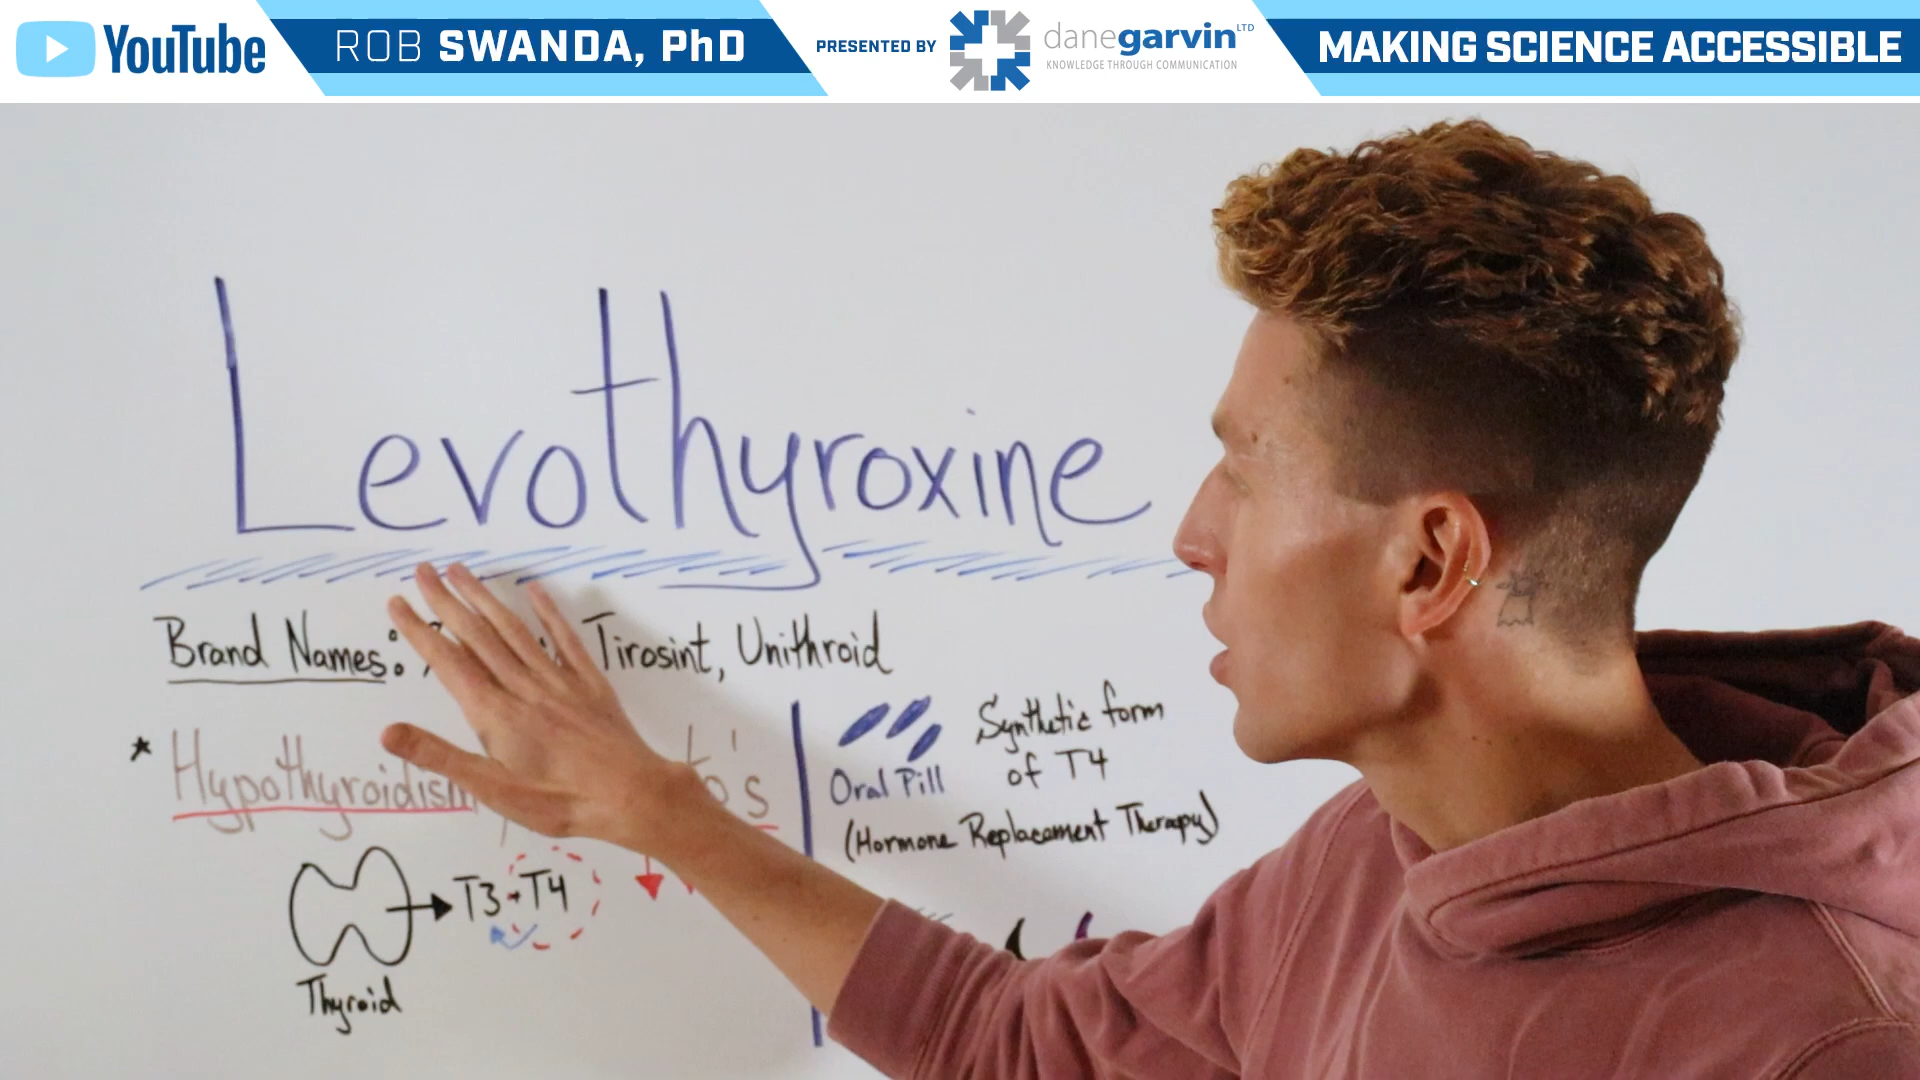 YouTube
ROB SWANDA, PhD
PRESENTED BY
danegarvin LTD
KNOWLEDGE THROUGH COMMUNICATION
MAKING SCIENCE ACCESSIBLE
Levothyroxine
Brand Names: Tirosint, Unithroid
* Hypothyroidism
T3 + T4
Thyroid
Oral Pill
Synthetic form
of T4
(Hormone Replacement Therapy)